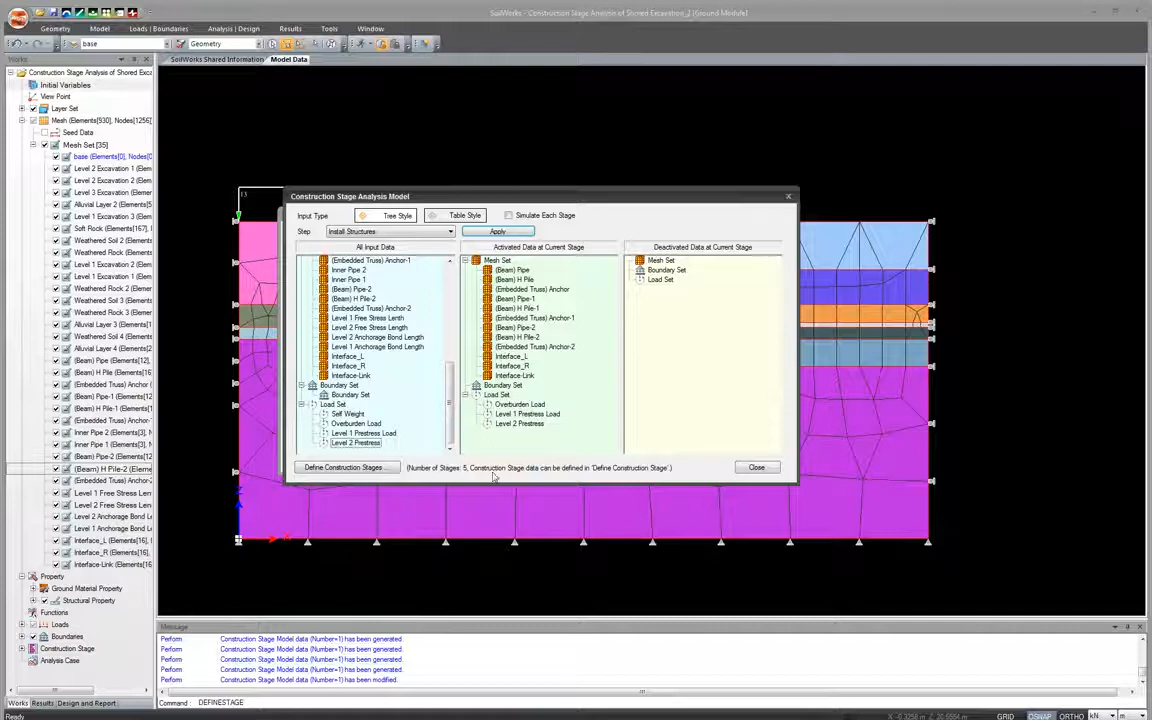 SoilWorks - Construction Stage Analysis of Shored Excavation_2 [Ground Module]
Geometry Model Loads | Boundaries Analysis | Design Results Tools Window
base Geometry
Works
SoilWorks Shared Information Model Data
Construction Stage Analysis of Shored Exca
Initial Variables
View Point
Layer Set
Mesh (Elements[930], Nodes[1256]
Seed Data
Mesh Set [35]
base (Elements[0], Nodes[0
Level 2 Excavation 1 (Elem
Level 2 Excavation 2 (Elem
Level 3 Excavation (Elemen
Alluvial Layer 2 (Element
Level 1 Excavation 3 (Elem
Soft Rock (Elements[167],
Weathered Soil 2 (Element
Level 1 Excavation 2 (Elem
Level 1 Excavation 1 (Elem
Weathered Rock 2 (Elemen
Weathered Soil 3 (Element
Weathered Rock 3 (Elemen
Alluvial Layer 3 (Element
Weathered Soil 4 (Element
Alluvial Layer 4 (Element
(Beam) Pipe (Elements[12],
(Beam) H Pile (Elements[20
(Embedded Truss) Anchor (
(Beam) Pipe-1 (Elements[1
(Beam) H Pile-1 (Elements[
(Embedded Truss) Anchor-
Inner Pipe 2 (Elements[3],
Inner Pipe 1 (Elements[3],
(Beam) Pipe-2 (Elements[1
(Beam) H Pile-2 (Eleme
(Embedded Truss) Anchor-2
Level 1 Free Stress (Elem
Level 2 Free Stress Len (
Level 2 Anchorage Bond L
Level 1 Anchorage Bond L
Interface_L (Elements[16],
Interface_R (Elements[16],
Interface-Link (Elements[16
Property
Ground Material Property
Structural Property
Functions
Loads
Boundaries
Construction Stage
Analysis Case
Works Results Design and Report
Construction Stage Analysis Model
Input Type Tree Style Table Style Simulate Each Stage
Step Install Structures Apply
All Input Data
(Embedded Truss) Anchor-1
Inner Pipe 2
Inner Pipe 1
(Beam) Pipe-2
(Beam) H Pile-2
(Embedded Truss) Anchor-2
Level 1 Free Stress Lenth
Level 2 Free Stress Length
Level 2 Anchorage Bond Length
Level 1 Anchorage Bond Length
Interface_L
Interface_R
Interface-Link
Boundary Set
Boundary Set
Load Set
Self Weight
Overburden Load
Level 1 Prestress Load
Level 2 Prestress
Activated Data at Current Stage
Mesh Set
(Beam) Pipe
(Beam) H Pile
(Embedded Truss) Anchor
(Beam) Pipe-1
(Beam) H Pile-1
(Embedded Truss) Anchor-1
(Beam) Pipe-2
(Beam) H Pile-2
(Embedded Truss) Anchor-2
Interface_L
Interface_R
Interface-Link
Boundary Set
Load Set
Overburden Load
Level 1 Prestress Load
Level 2 Prestress
Deactivated Data at Current Stage
Mesh Set
Boundary Set
Load Set
Define Construction Stages... (Number of Stages: 5, Construction Stage data can be defined in 'Define Construction Stage'.) Close
Message
Perform Construction Stage Model data (Number=1) has been generated.
Perform Construction Stage Model data (Number=1) has been generated.
Perform Construction Stage Model data (Number=1) has been generated.
Perform Construction Stage Model data (Number=1) has been generated.
Perform Construction Stage Model data (Number=1) has been modified.
Command : DEFINESTAGE
Ready
GRID OSNAP ORTHO kN m